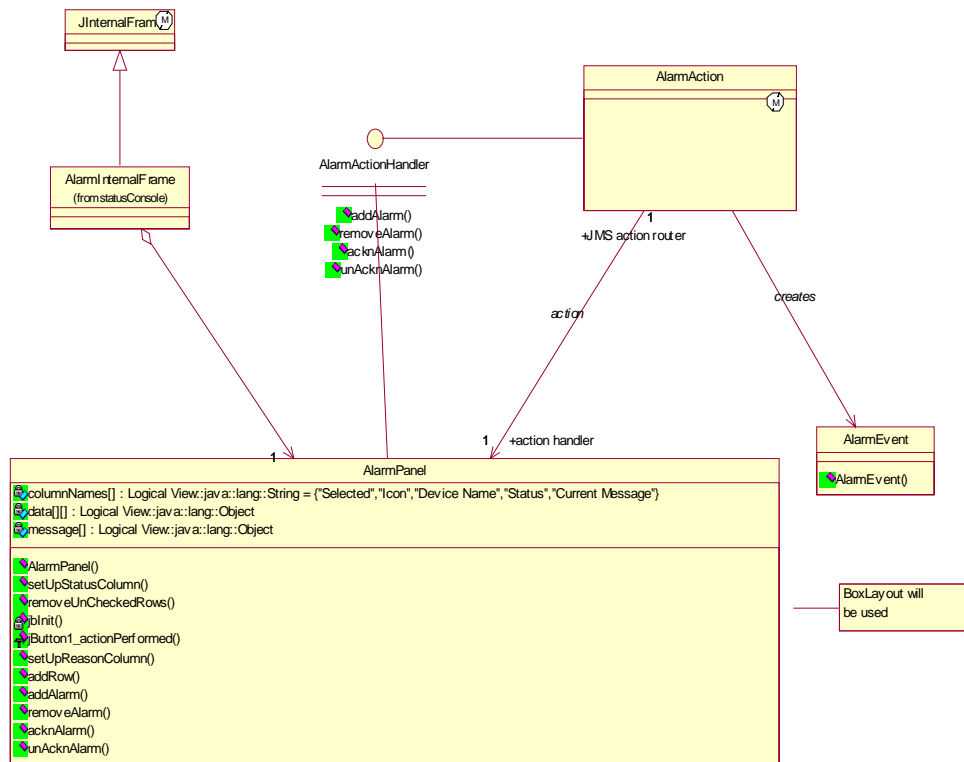 JInternalFram
M
AlarmAction
M
AlarmActionHandler
AlarmInternalFrame
(from statusConsole)
addAlarm()
removeAlarm()
acknAlarm()
unAcknAlarm()
1
+JMS action router
creates
action
1
+action handler
1
AlarmEvent
AlarmEvent()
AlarmPanel
columnNames[] : Logical View::java::lang::String = {"Selected","Icon","Device Name","Status","Current Message"}
data[][] : Logical View::java::lang::Object
message[] : Logical View::java::lang::Object
AlarmPanel()
setUpStatusColumn()
removeUnCheckedRows()
jbInit()
jButton1_actionPerformed()
setUpReasonColumn()
addRow()
addAlarm()
removeAlarm()
acknAlarm()
unAcknAlarm()
BoxLayout will
be used